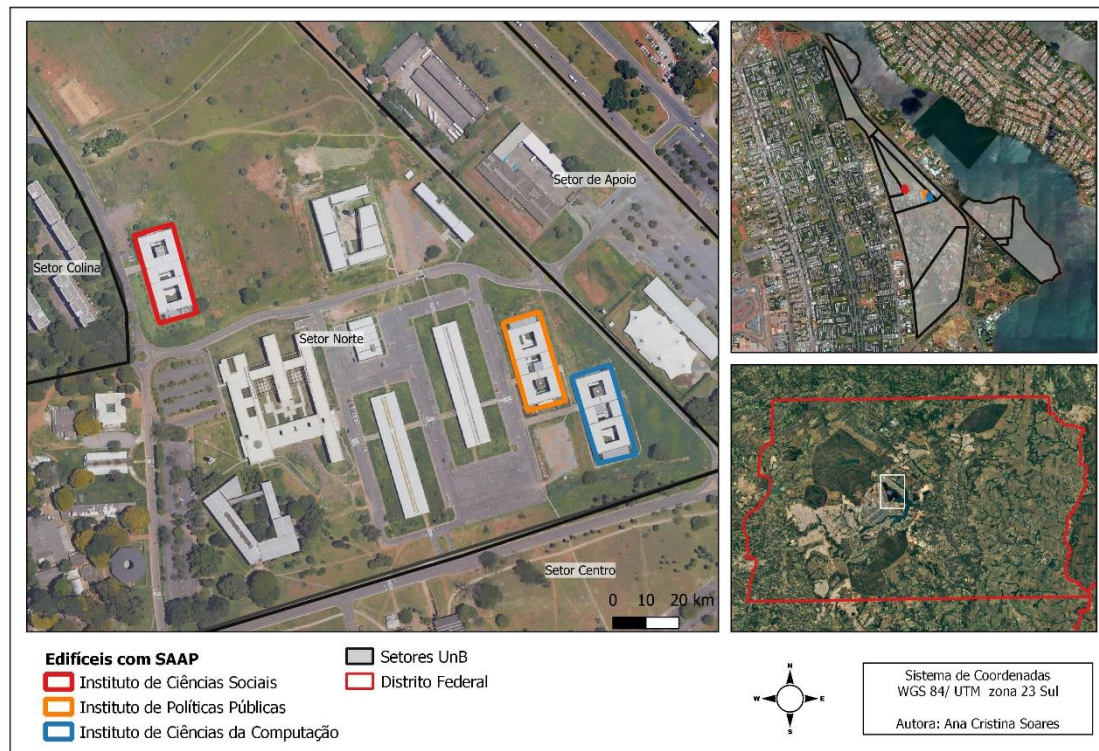 Setor de Apoio
Setor Colina
Setor Norte
Setor Centro
0 10 20 km
Edifíceis com SAAP
Instituto de Ciências Sociais
Instituto de Políticas Públicas
Instituto de Ciências da Computação
Setores UnB
Distrito Federal
N
W E
S
Sistema de Coordenadas
WGS 84/ UTM zona 23 Sul
Autora: Ana Cristina Soares